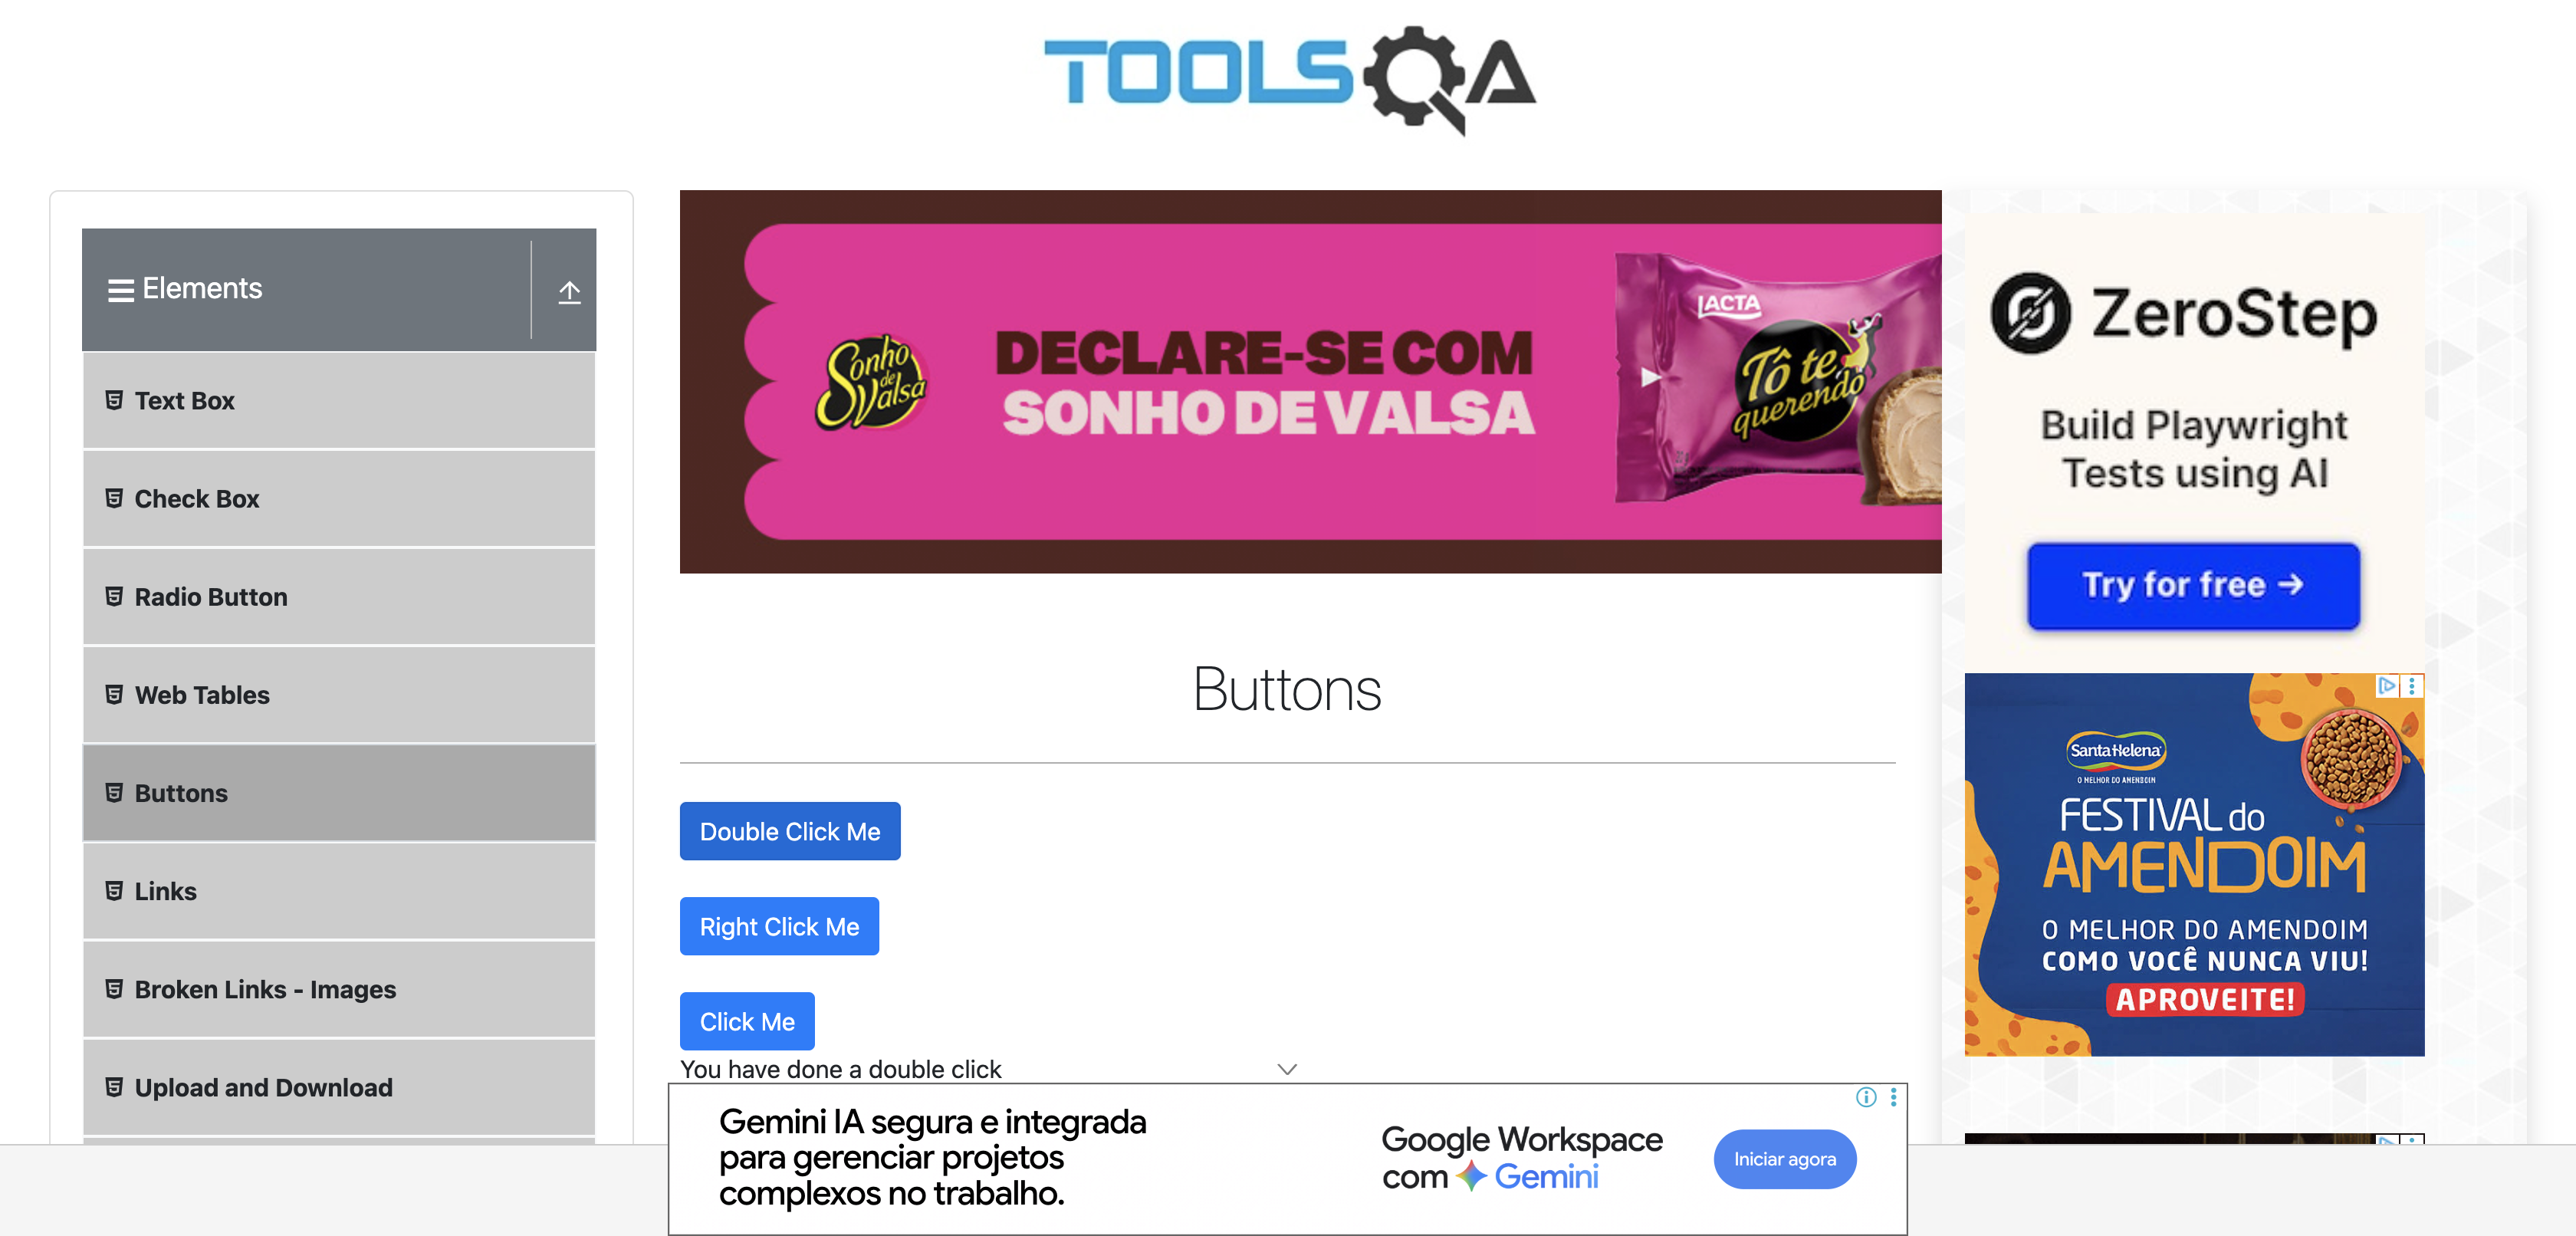 TOOLSQA
Elements
Text Box
Check Box
Radio Button
Web Tables
Buttons
Links
Broken Links - Images
Upload and Download
Sonho
de
Valsa
DECLARE-SE COM
SONHO DE VALSA
LACTA
Tô te
querendo
Buttons
Double Click Me
Right Click Me
Click Me
You have done a double click
ZeroStep
Build Playwright
Tests using AI
Try for free →
Santa Helena
O MELHOR DO AMENDOIM
FESTIVAL do
AMENDOIM
O MELHOR DO AMENDOIM
COMO VOCÊ NUNCA VIU!
APROVEITE!
Gemini IA segura e integrada
para gerenciar projetos
complexos no trabalho.
Google Workspace
com Gemini
Iniciar agora